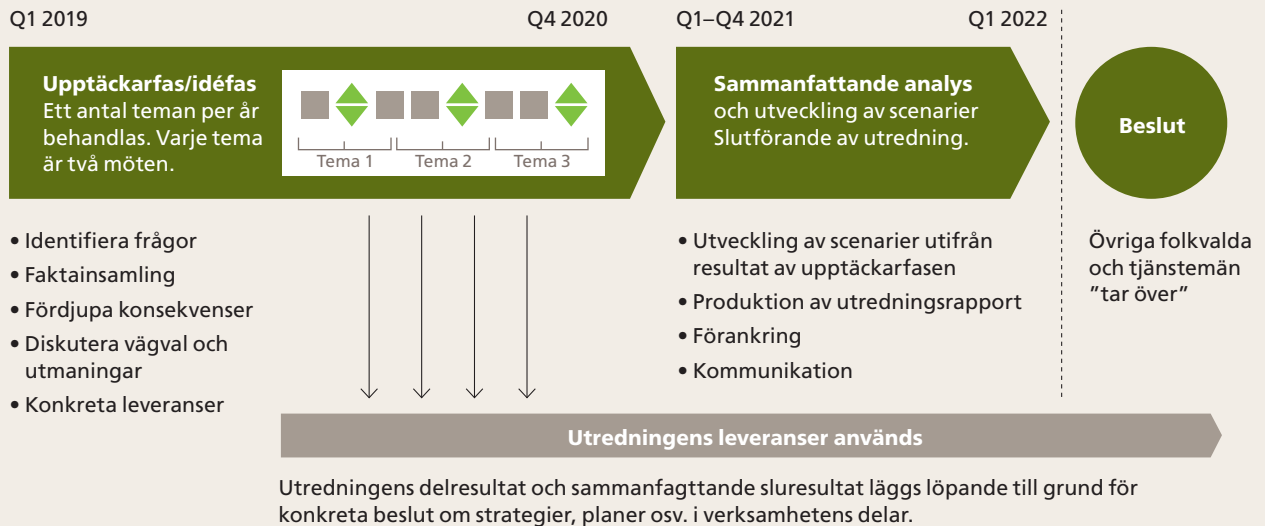 Q1 2019
Q4 2020
Q1–Q4 2021
Q1 2022
Upptäckarfas/idéfas
Ett antal teman per år
behandlas. Varje tema
är två möten.
Tema 1
Tema 2
Tema 3
Sammanfattande analys
och utveckling av scenarier
Slutförande av utredning.
Beslut
• Identifiera frågor
• Faktainsamling
• Fördjupa konsekvenser
• Diskutera vägval och
utmaningar
• Konkreta leveranser
• Utveckling av scenarier utifrån
resultat av upptäckarfasen
• Produktion av utredningsrapport
• Förankring
• Kommunikation
Övriga folkvalda
och tjänstemän
”tar över”
Utredningens leveranser används
Utredningens delresultat och sammanfagttande sluresultat läggs löpande till grund för
konkreta beslut om strategier, planer osv. i verksamhetens delar.